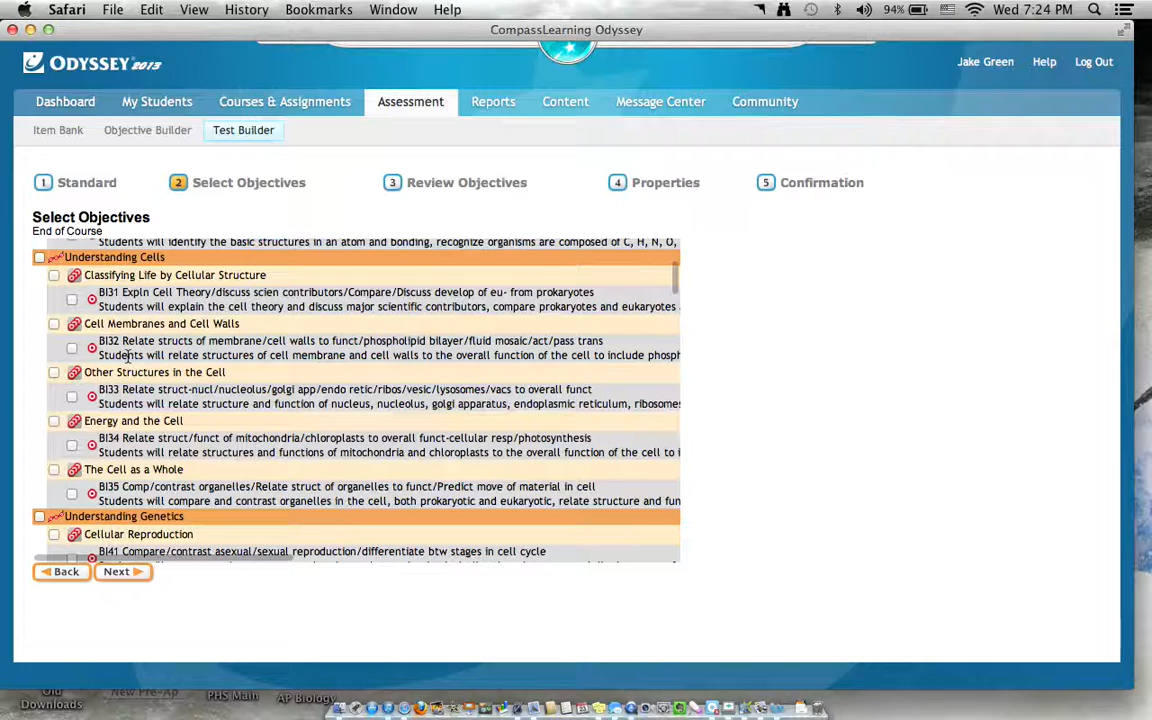 Safari File Edit View History Bookmarks Window Help 94% Wed 7:24 PM
CompassLearning Odyssey
ODYSSEY 2013 Jake Green Help Log Out
Dashboard My Students Courses & Assignments Assessment Reports Content Message Center Community
Item Bank Objective Builder Test Builder
1 Standard 2 Select Objectives 3 Review Objectives 4 Properties 5 Confirmation
Select Objectives
End of Course
Students will identify the basic structures in an atom and bonding, recognize organisms are composed of C, H, N, O,
Understanding Cells
Classifying Life by Cellular Structure
BI31 Expln Cell Theory/discuss scien contributors/Compare/Discuss develop of eu- from prokaryotes
Students will explain the cell theory and discuss major scientific contributors, compare prokaryotes and eukaryotes
Cell Membranes and Cell Walls
BI32 Relate structs of membrane/cell walls to funct/phospholipid bilayer/fluid mosaic/act/pass trans
Students will relate structures of cell membrane and cell walls to the overall function of the cell to include phosph
Other Structures in the Cell
BI33 Relate struct-nucl/nucleolus/golgi app/endo retic/ribos/vesic/lysosomes/vacs to overall funct
Students will relate structure and function of nucleus, nucleolus, golgi apparatus, endoplasmic reticulum, ribosomes
Energy and the Cell
BI34 Relate struct/funct of mitochondria/chloroplasts to overall funct-cellular resp/photosynthesis
Students will relate structures and functions of mitochondria and chloroplasts to the overall function of the cell to i
The Cell as a Whole
BI35 Comp/contrast organelles/Relate struct of organelles to funct/Predict move of material in cell
Students will compare and contrast organelles in the cell, both prokaryotic and eukaryotic, relate structure and fun
Understanding Genetics
Cellular Reproduction
BI41 Compare/contrast asexual/sexual reproduction/differentiate btw stages in cell cycle
Back Next
Old Downloads New Pre-Ap PHS Main AP Biology